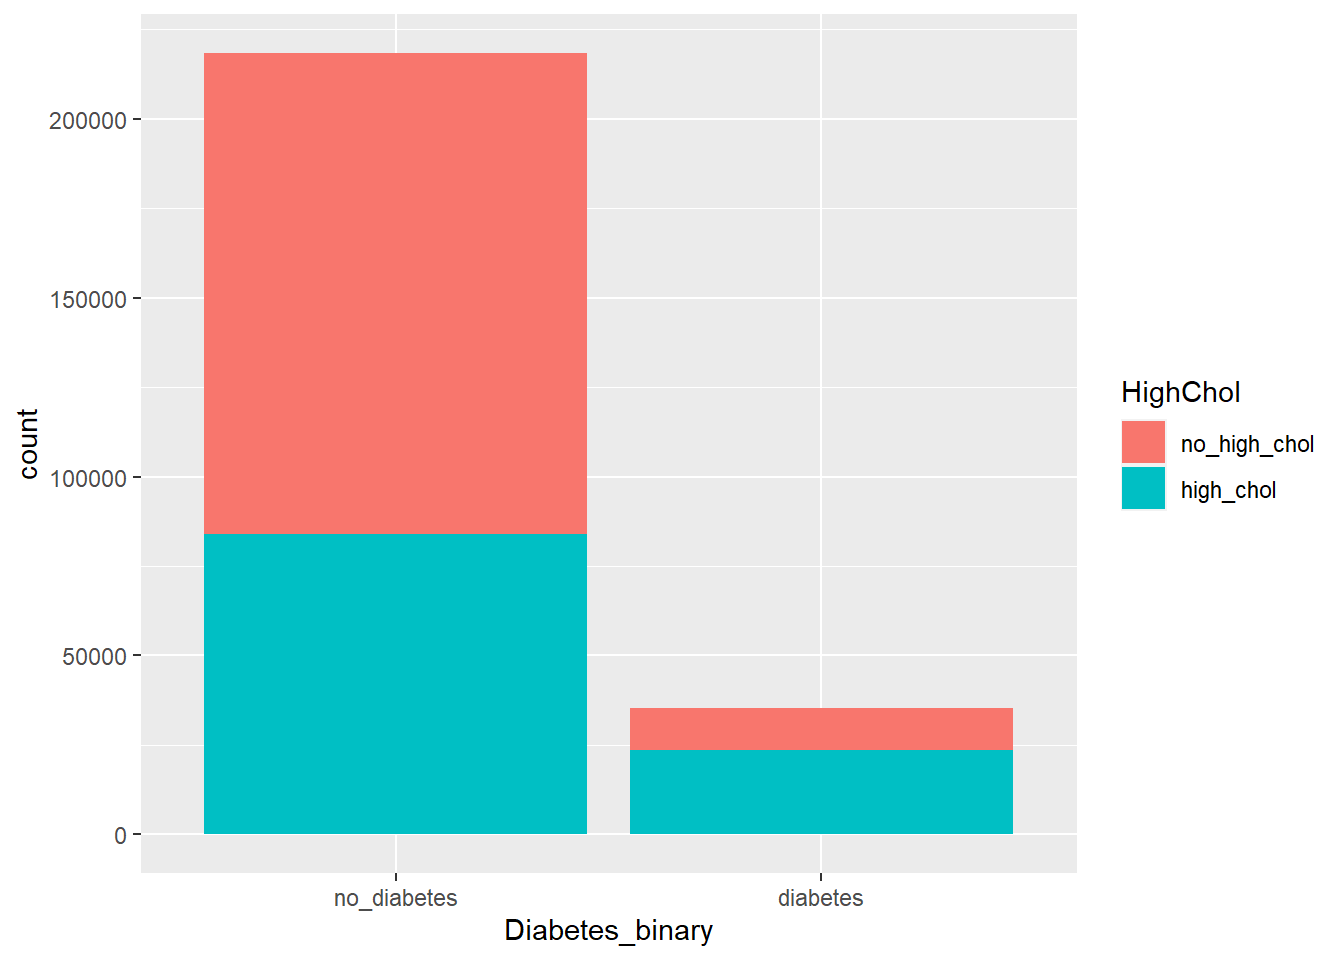 count
200000
150000
100000
50000
0
no_diabetes
diabetes
Diabetes_binary
HighChol
no_high_chol
high_chol